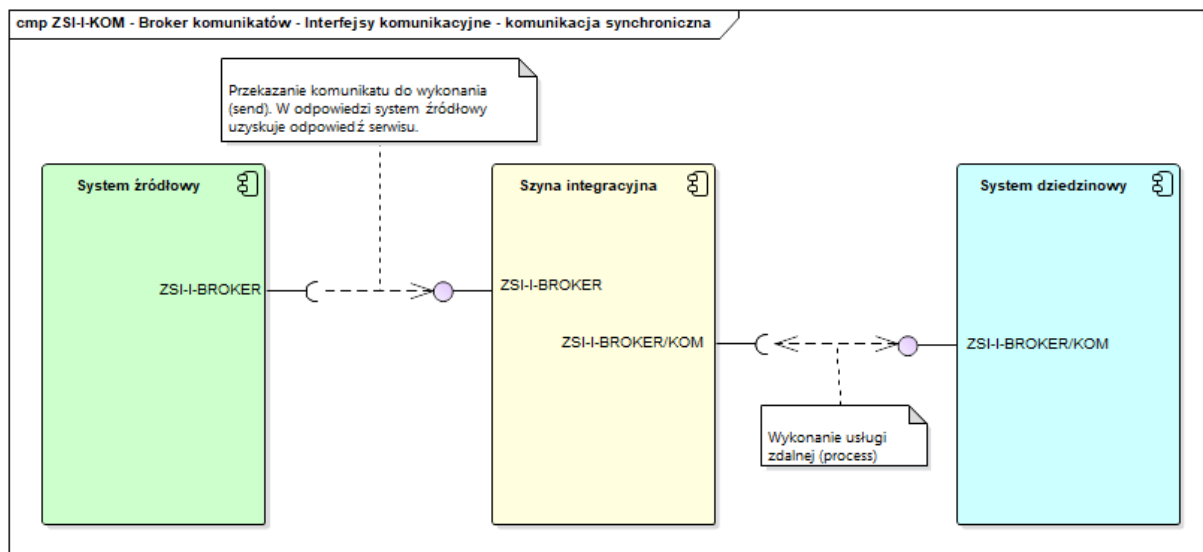 cmp ZSI-I-KOM - Broker komunikatów - Interfejsy komunikacyjne - komunikacja synchroniczna
Przekazanie komunikatu do wykonania
(send). W odpowiedzi system źródłowy
uzyskuje odpowiedź serwisu.
System źródłowy
Szyna integracyjna
System dziedzinowy
ZSI-I-BROKER
ZSI-I-BROKER
ZSI-I-BROKER/KOM
ZSI-I-BROKER/KOM
Wykonanie usługi
zdalnej (process)